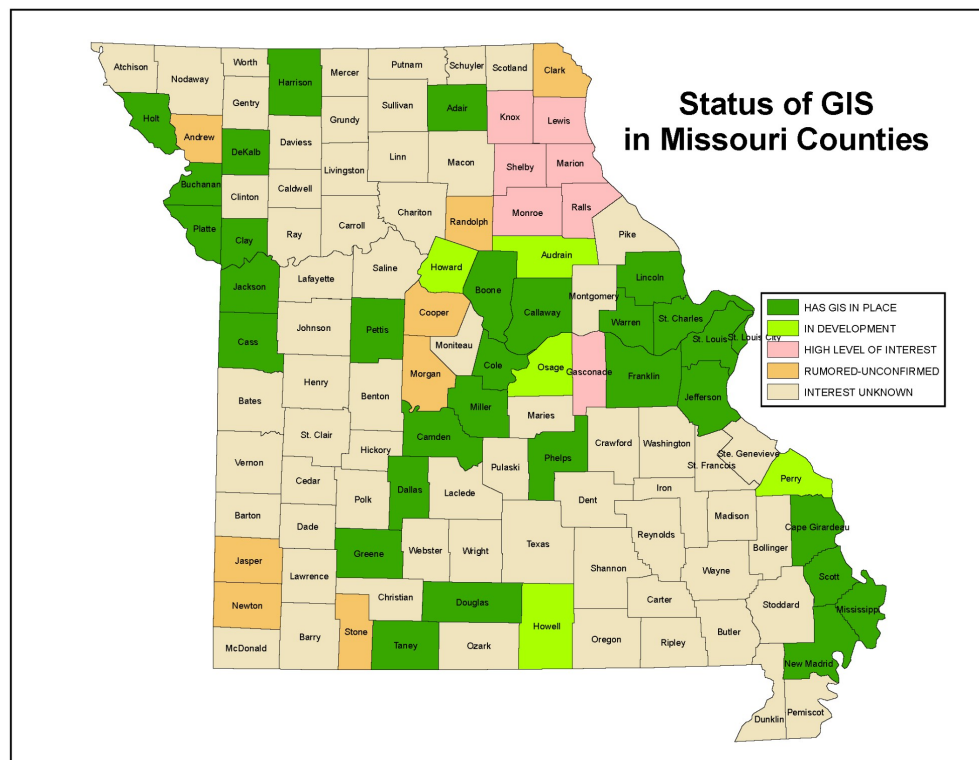 Status of GIS
in Missouri Counties
Atchison
Nodaway
Worth
Harrison
Mercer
Putnam
Schuyler
Scotland
Clark
Gentry
Sullivan
Adair
Knox
Lewis
Holt
Andrew
DeKalb
Daviess
Grundy
Linn
Macon
Shelby
Marion
Livingston
Buchanan
Clinton
Caldwell
Chariton
Randolph
Monroe
Ralls
Platte
Clay
Ray
Carroll
Pike
Audrain
Howard
Saline
Lafayette
Jackson
Boone
Callaway
Montgomery
Lincoln
Warren
St. Charles
St. Louis
St. Louis City
Cooper
Johnson
Pettis
Cass
Moniteau
Cole
Osage
Gasconade
Franklin
Jefferson
Morgan
Miller
Maries
Henry
Benton
Bates
St. Clair
Hickory
Camden
Phelps
Crawford
Washington
Ste. Genevieve
St. Francois
Perry
Vernon
Cedar
Polk
Dallas
Laclede
Pulaski
Dent
Iron
Madison
Cape Girardeau
Barton
Dade
Greene
Webster
Wright
Texas
Reynolds
Bollinger
Shannon
Wayne
Scott
Jasper
Lawrence
Christian
Douglas
Carter
Stoddard
Mississippi
Newton
Stone
Howell
Oregon
Ripley
Butler
McDonald
Barry
Taney
Ozark
New Madrid
Dunklin
Pemiscot
HAS GIS IN PLACE
IN DEVELOPMENT
HIGH LEVEL OF INTEREST
RUMORED-UNCONFIRMED
INTEREST UNKNOWN